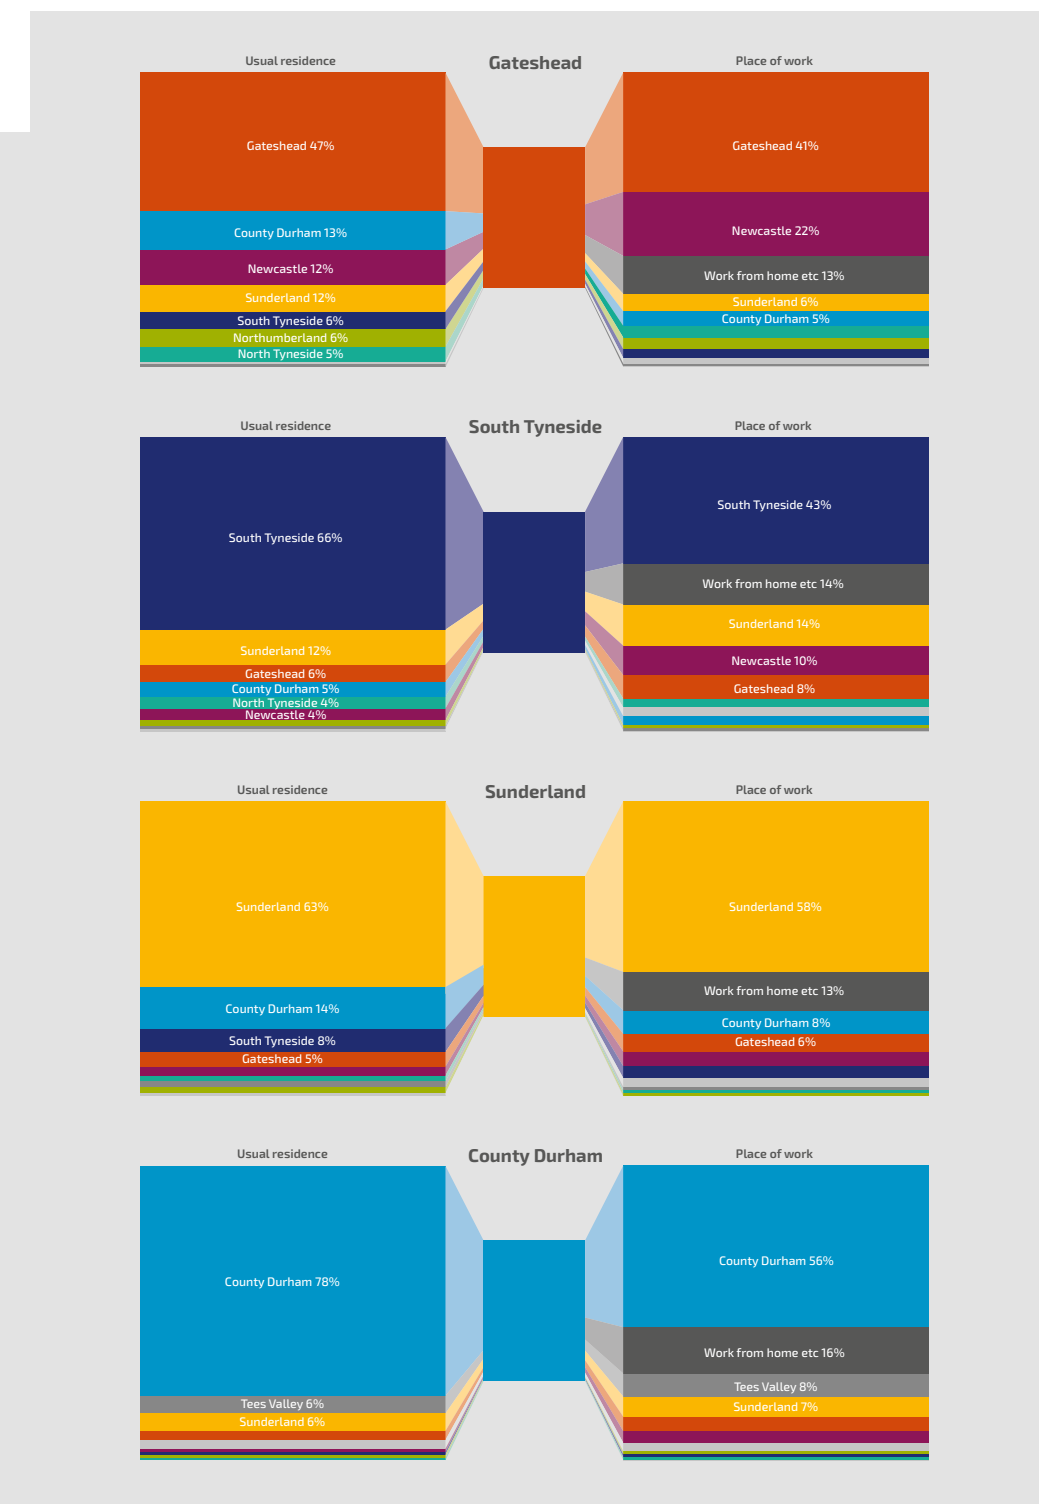 Usual residence
Gateshead
Place of work
Gateshead 47%
Gateshead 41%
County Durham 13%
Newcastle 22%
Newcastle 12%
Work from home etc 13%
Sunderland 12%
Sunderland 6%
South Tyneside 6%
County Durham 5%
Northumberland 6%
North Tyneside 5%
Usual residence
South Tyneside
Place of work
South Tyneside 66%
South Tyneside 43%
Work from home etc 14%
Sunderland 14%
Sunderland 12%
Newcastle 10%
Gateshead 6%
Gateshead 8%
County Durham 5%
North Tyneside 4%
Newcastle 4%
Usual residence
Sunderland
Place of work
Sunderland 63%
Sunderland 58%
Work from home etc 13%
County Durham 14%
County Durham 8%
South Tyneside 8%
Gateshead 6%
Gateshead 5%
Usual residence
County Durham
Place of work
County Durham 78%
County Durham 56%
Work from home etc 16%
Tees Valley 8%
Tees Valley 6%
Sunderland 7%
Sunderland 6%